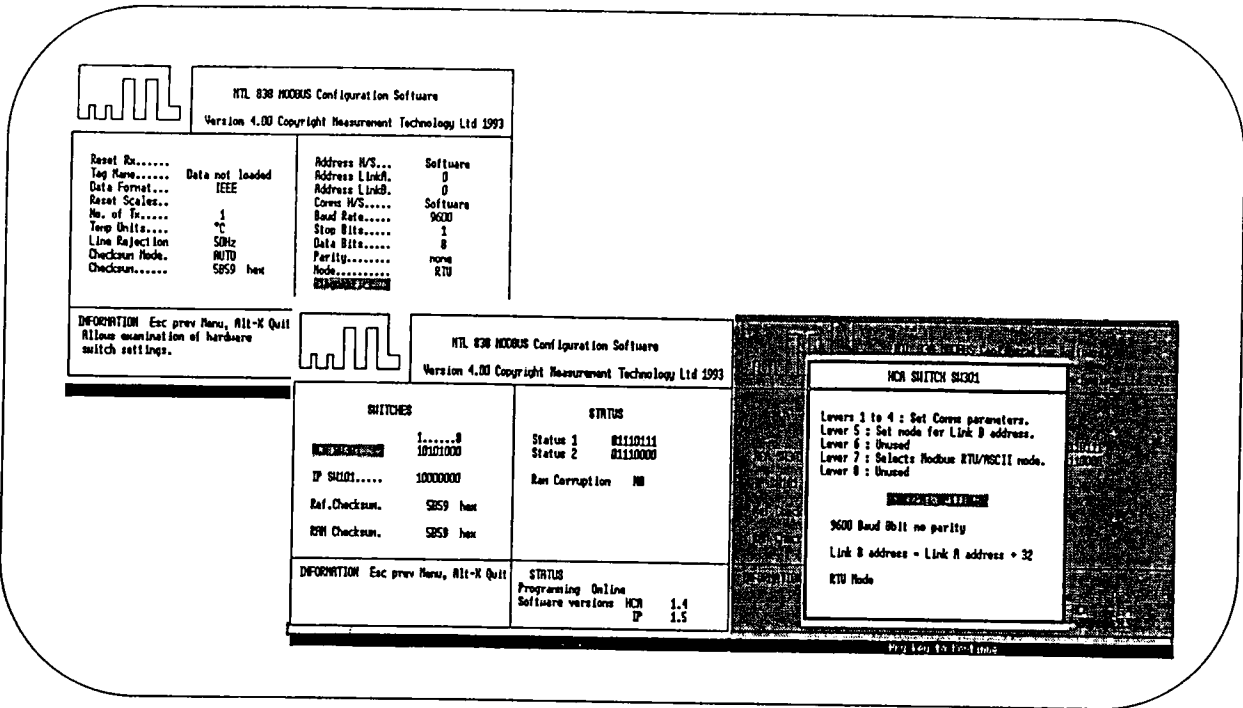 MTL 838 MODBUS Configuration Software
Version 4.00 Copyright Measurement Technology Ltd 1993
Reset Rx......
Tag Name...... Data not loaded
Data Format... IEEE
Reset Scales..
No. of Tx..... 1
Temp Units.... °C
Line Rejection 50Hz
Checksum Mode. AUTO
Checksum...... 5B59 hex
Address H/S... Software
Address LinkA. 0
Address LinkB. 0
Comms H/S..... Software
Baud Rate..... 9600
Stop Bits..... 1
Data Bits..... 8
Parity........ none
Mode.......... RTU
INFORMATION Esc prev Menu, Alt-X Quit
Allows examination of hardware
switch settings.
MTL 838 MODBUS Configuration Software
Version 4.00 Copyright Measurement Technology Ltd 1993
SWITCHES
1......8
10101000
IP SW101..... 10000000
Ref.Checksum. 5B59 hex
RAM Checksum. 5B59 hex
STATUS
Status 1 01110111
Status 2 01110000
Ram Corruption NO
INFORMATION Esc prev Menu, Alt-X Quit
STATUS
Programming Online
Software versions HCA 1.4
IP 1.5
HCA SWITCH SW301
Levers 1 to 4 : Set Comms parameters.
Lever 5 : Set mode for Link B address.
Lever 6 : Unused
Lever 7 : Selects Modbus RTU/ASCII mode.
Lever 8 : Unused
9600 Baud 8bit no parity
Link B address = Link A address + 32
RTU Mode
Any key to Continue